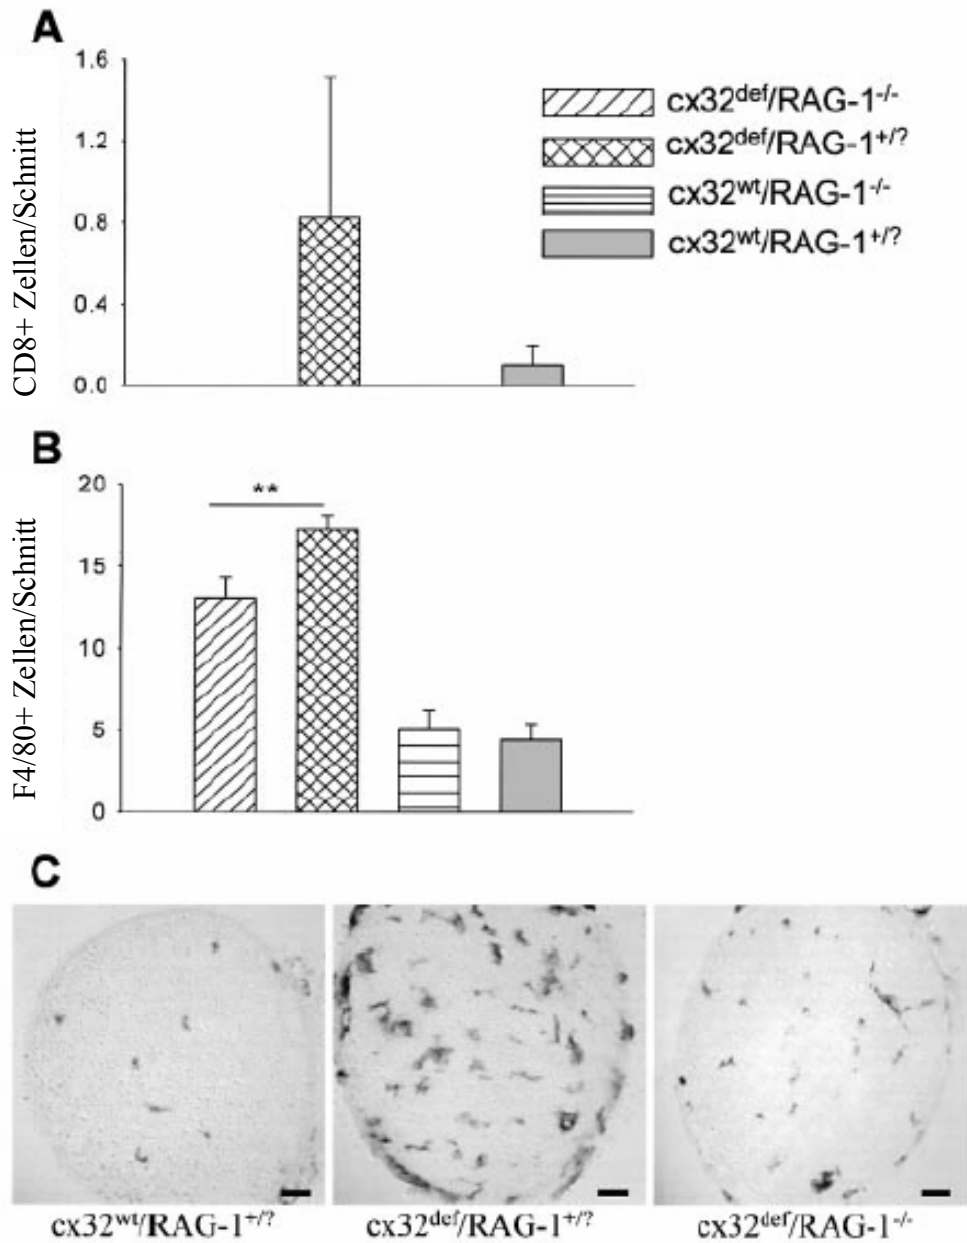 A
1.6
1.2
0.8
0.4
0.0
CD8+ Zellen/Schnitt
cx32def/RAG-1-/-
cx32def/RAG-1+/?
cx32wt/RAG-1-/-
cx32wt/RAG-1+/?
B
20
15
10
5
0
F4/80+ Zellen/Schnitt
**
C
cx32wt/RAG-1+/?
cx32def/RAG-1+/?
cx32def/RAG-1-/-